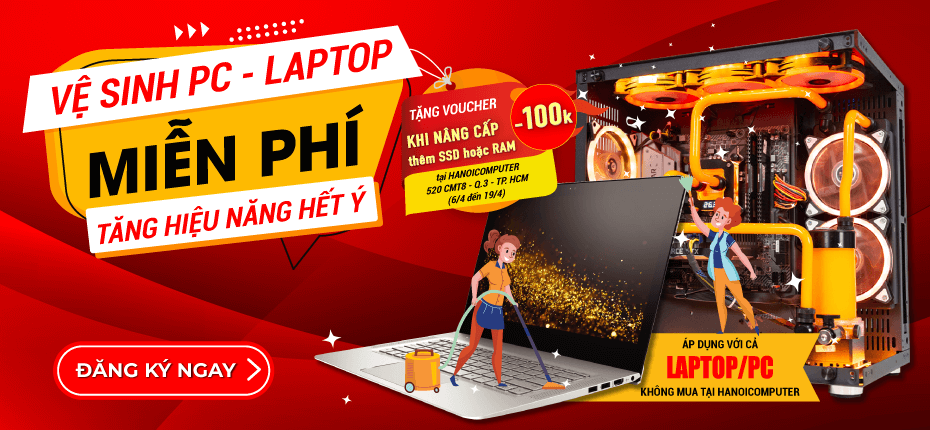 VỆ SINH PC - LAPTOP
MIỄN PHÍ
TĂNG HIỆU NĂNG HẾT Ý
TẶNG VOUCHER
-100k
KHI NÂNG CẤP
thêm SSD hoặc RAM
tại HANOICOMPUTER
520 CMT8 - Q.3 - TP. HCM
(6/4 đến 19/4)
ĐĂNG KÝ NGAY
ÁP DỤNG VỚI CẢ
LAPTOP/PC
KHÔNG MUA TẠI HANOICOMPUTER